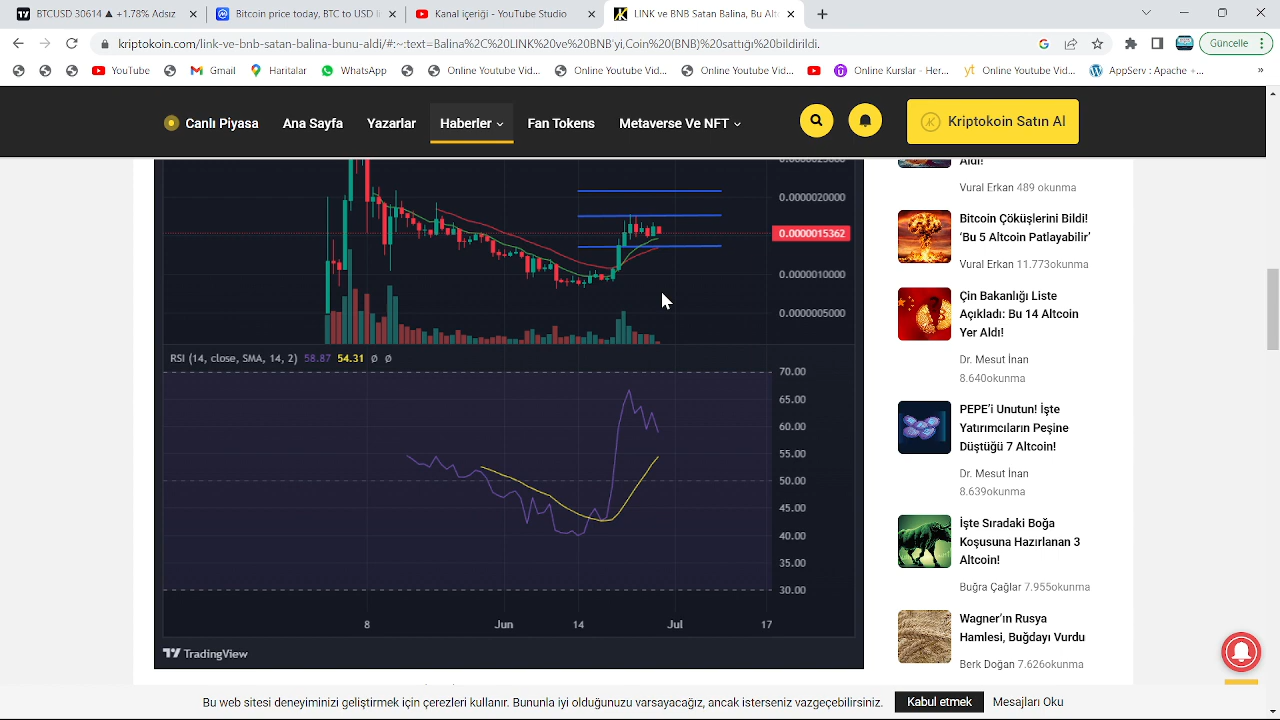 BTCUSD 30614 ▲ +1.78% Adsız
Bitcoin price today, BTC to USD li
Kanal içeriği - YouTube Studio
LINK ve BNB Satan Balina, Bu Alt
kriptokoin.com/link-ve-bnb-satan-balina-bunu-aldi/#:~:text=Balina%20bunlari%20LINK%20ve%20BNB'yi,Coin%20(BNB)%20sattığı%20bildirildi.
Güncelle
YouTube
Gmail
Haritalar
WhatsApp
Online Youtube Vid...
Online Youtube Vid...
Online Youtube Vid...
Online Kurslar - Her...
Online Youtube Vid...
AppServ : Apache +...
»
Canlı Piyasa
Ana Sayfa
Yazarlar
Haberler
Fan Tokens
Metaverse Ve NFT
Kriptokoin Satın Al
0.0000025000
0.0000020000
0.0000015362
0.0000010000
0.0000005000
RSI (14, close, SMA, 14, 2) 58.87 54.31 ø ø
70.00
65.00
60.00
55.00
50.00
45.00
40.00
35.00
30.00
8
Jun
14
Jul
17
TradingView
Aldı!
Vural Erkan 489 okunma
Bitcoin Çöküşlerini Bildi!
‘Bu 5 Altcoin Patlayabilir’
Vural Erkan 11.773okunma
Çin Bakanlığı Liste
Açıkladı: Bu 14 Altcoin
Yer Aldı!
Dr. Mesut İnan
8.640okunma
PEPE’i Unutun! İşte
Yatırımcıların Peşine
Düştüğü 7 Altcoin!
Dr. Mesut İnan
8.639okunma
İşte Sıradaki Boğa
Koşusuna Hazırlanan 3
Altcoin!
Buğra Çağlar 7.955okunma
Wagner’ın Rusya
Hamlesi, Buğdayı Vurdu
Berk Doğan 7.626okunma
eyiminizi geliştirmek için çerezleri kullanır. Bununla iyi olduğunuzu varsayacağız, ancak isterseniz vazgeçebilirsiniz.
Kabul etmek
Mesajları Oku